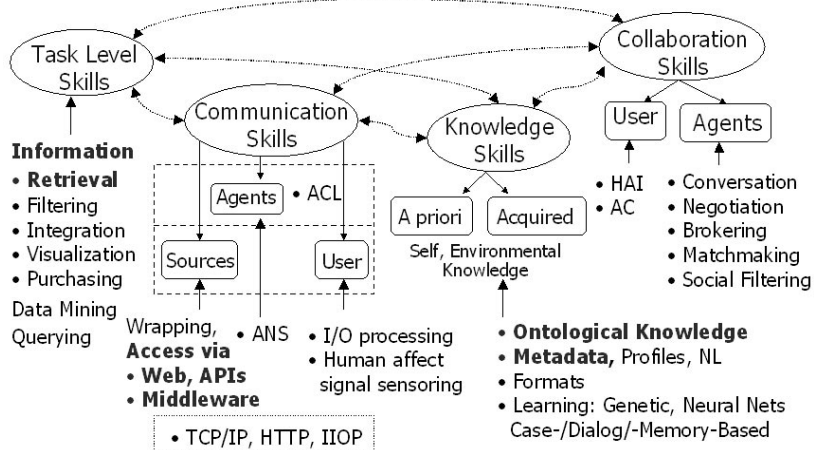 Task Level
Skills
Collaboration
Skills
Communication
Skills
Knowledge
Skills
User
Agents
Information
• Retrieval
• Filtering
• Integration
• Visualization
• Purchasing
Data Mining
Querying
Agents
• ACL
Sources
User
A priori
Acquired
Self, Environmental
Knowledge
• HAI
• AC
• Conversation
• Negotiation
• Brokering
• Matchmaking
• Social Filtering
Wrapping,
Access via
• Web, APIs
• Middleware
• ANS
• I/O processing
• Human affect
signal sensoring
• Ontological Knowledge
• Metadata, Profiles, NL
• Formats
• Learning: Genetic, Neural Nets
Case-/Dialog/-Memory-Based
• TCP/IP, HTTP, IIOP